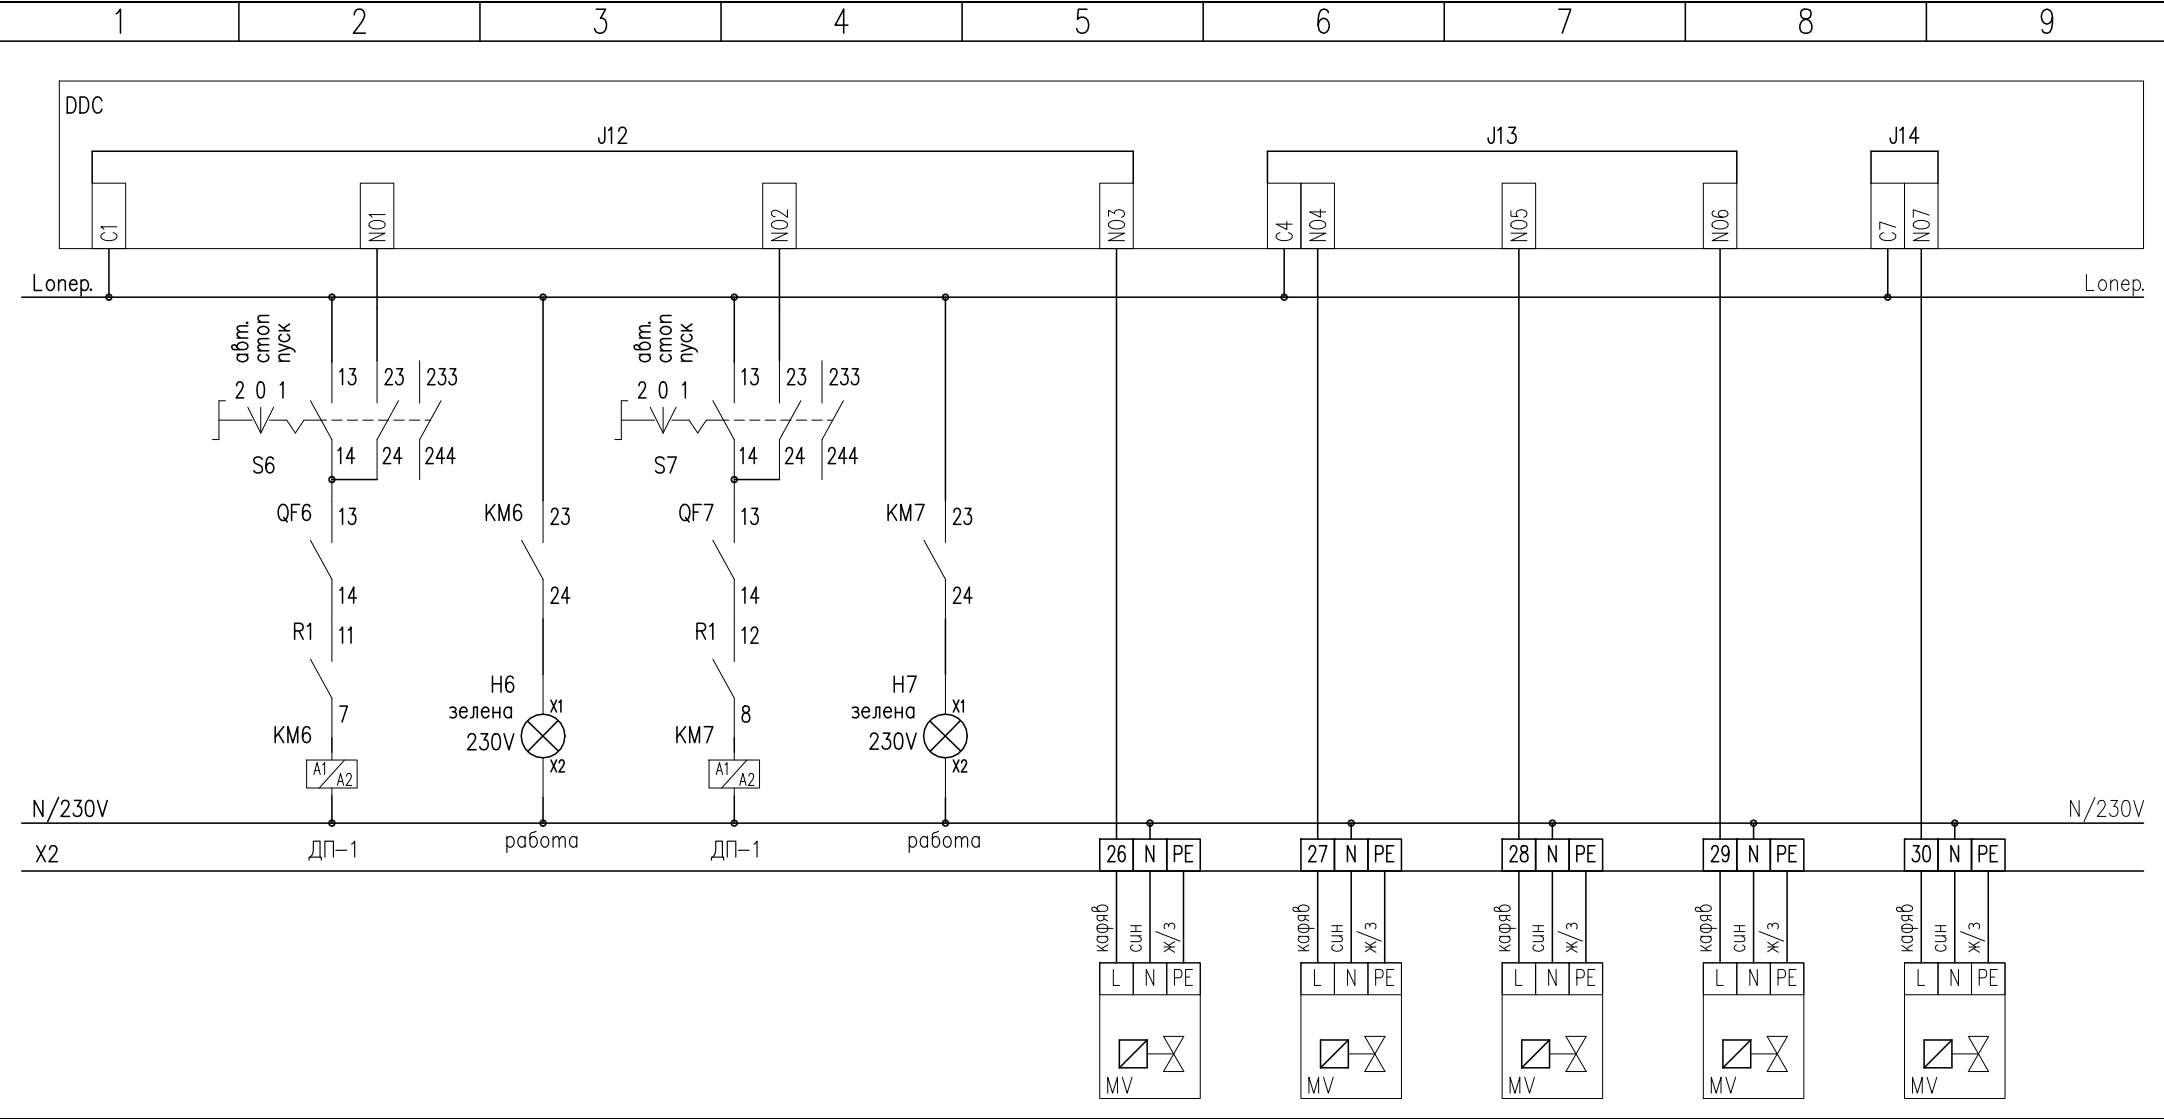 1 2 3 4 5 6 7 8 9
DDC
J12 J13 J14
C1 NO1 NO2 NO3 C4 NO4 NO5 NO6 C7 NO7
Lопер. Lопер.
авт. стоп пуск авт. стоп пуск
2 0 1 13 23 233 2 0 1 13 23 233
S6 14 24 244 S7 14 24 244
QF6 13 KM6 23 QF7 13 KM7 23
14 24 14 24
R1 11 R1 12
7 H6 X1 8 H7 X1
зелена зелена
KM6 230V KM7 230V
A1 A2 X2 A1 A2 X2
N/230V N/230V
ДП-1 работа ДП-1 работа
X2 26 N PE 27 N PE 28 N PE 29 N PE 30 N PE
кафяв син ж/з кафяв син ж/з кафяв син ж/з кафяв син ж/з кафяв син ж/з
L N PE L N PE L N PE L N PE L N PE
MV MV MV MV MV